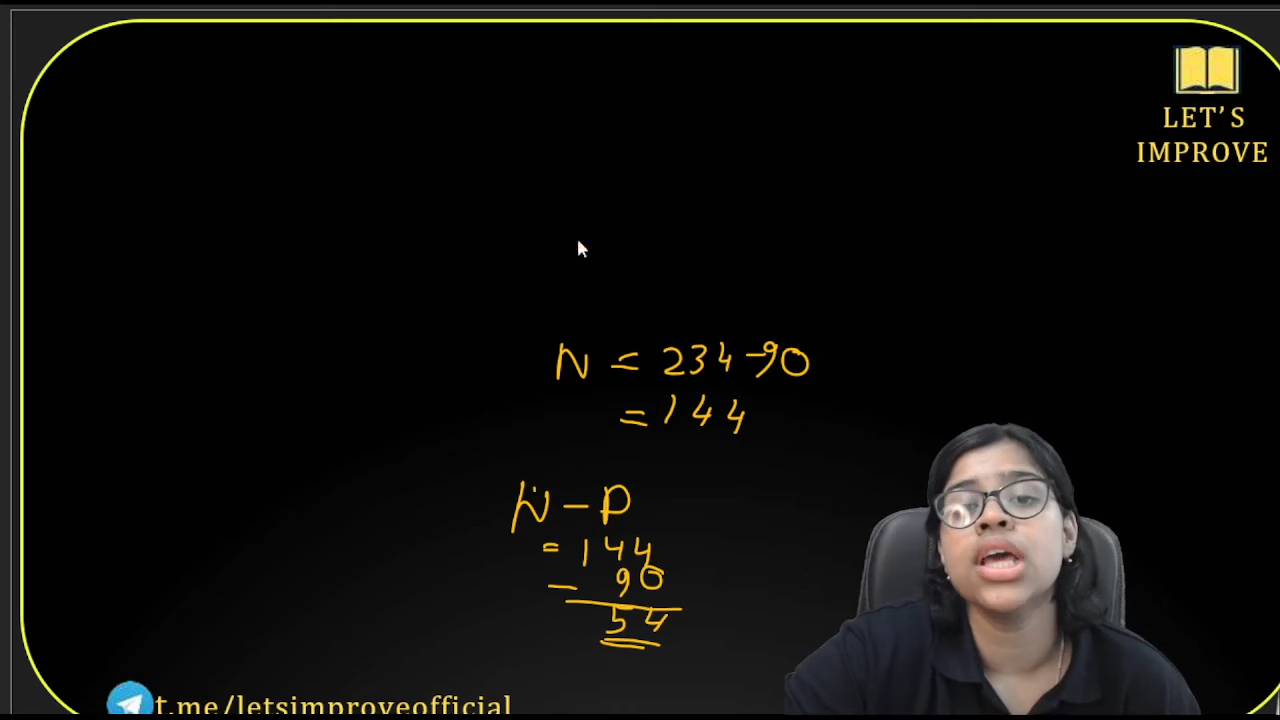 LET'S
IMPROVE
N = 234-90
= 144
N - P
= 144
- 90
54
t.me/letsimproveofficial